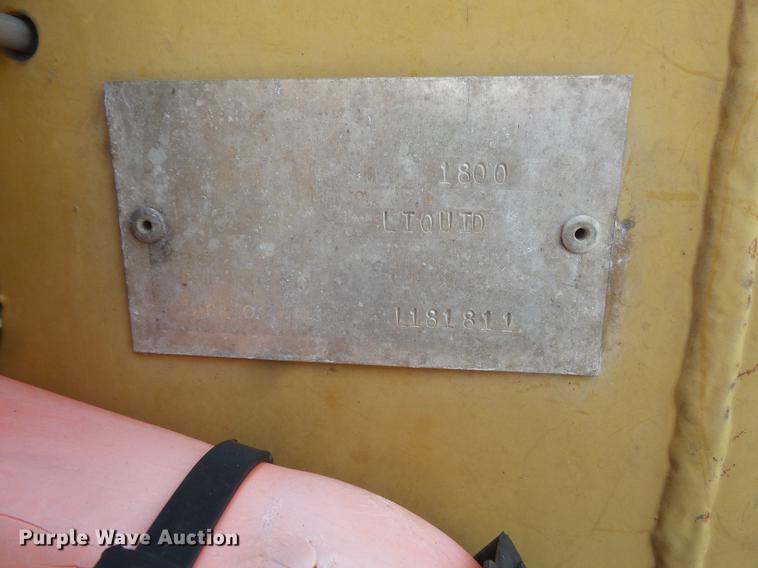 1800
LIQUID
L181811
Purple Wave Auction